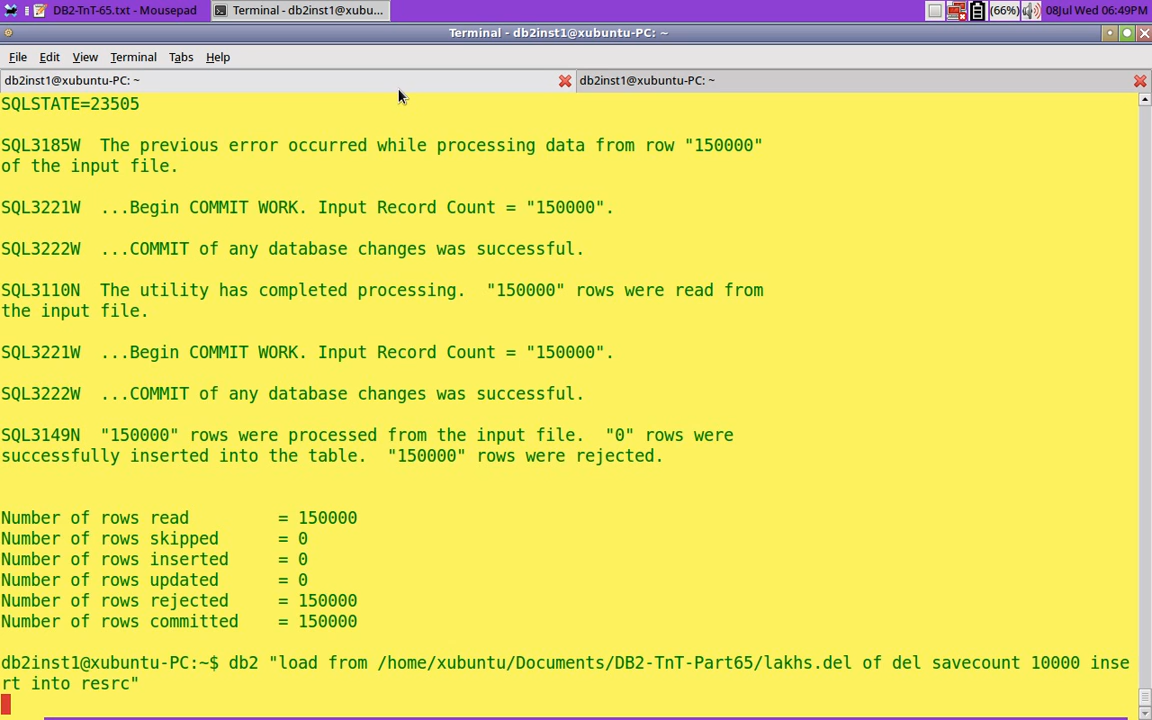 DB2-TnT-65.txt - Mousepad
Terminal - db2inst1@xubu...
(66%)
08Jul Wed 06:49PM
Terminal - db2inst1@xubuntu-PC: ~
File Edit View Terminal Tabs Help
db2inst1@xubuntu-PC: ~
db2inst1@xubuntu-PC: ~
SQLSTATE=23505
SQL3185W  The previous error occurred while processing data from row "150000"
of the input file.
SQL3221W  ...Begin COMMIT WORK. Input Record Count = "150000".
SQL3222W  ...COMMIT of any database changes was successful.
SQL3110N  The utility has completed processing.  "150000" rows were read from
the input file.
SQL3221W  ...Begin COMMIT WORK. Input Record Count = "150000".
SQL3222W  ...COMMIT of any database changes was successful.
SQL3149N  "150000" rows were processed from the input file.  "0" rows were
successfully inserted into the table.  "150000" rows were rejected.
Number of rows read         = 150000
Number of rows skipped      = 0
Number of rows inserted     = 0
Number of rows updated      = 0
Number of rows rejected     = 150000
Number of rows committed    = 150000
db2inst1@xubuntu-PC:~$ db2 "load from /home/xubuntu/Documents/DB2-TnT-Part65/lakhs.del of del savecount 10000 inse
rt into resrc"